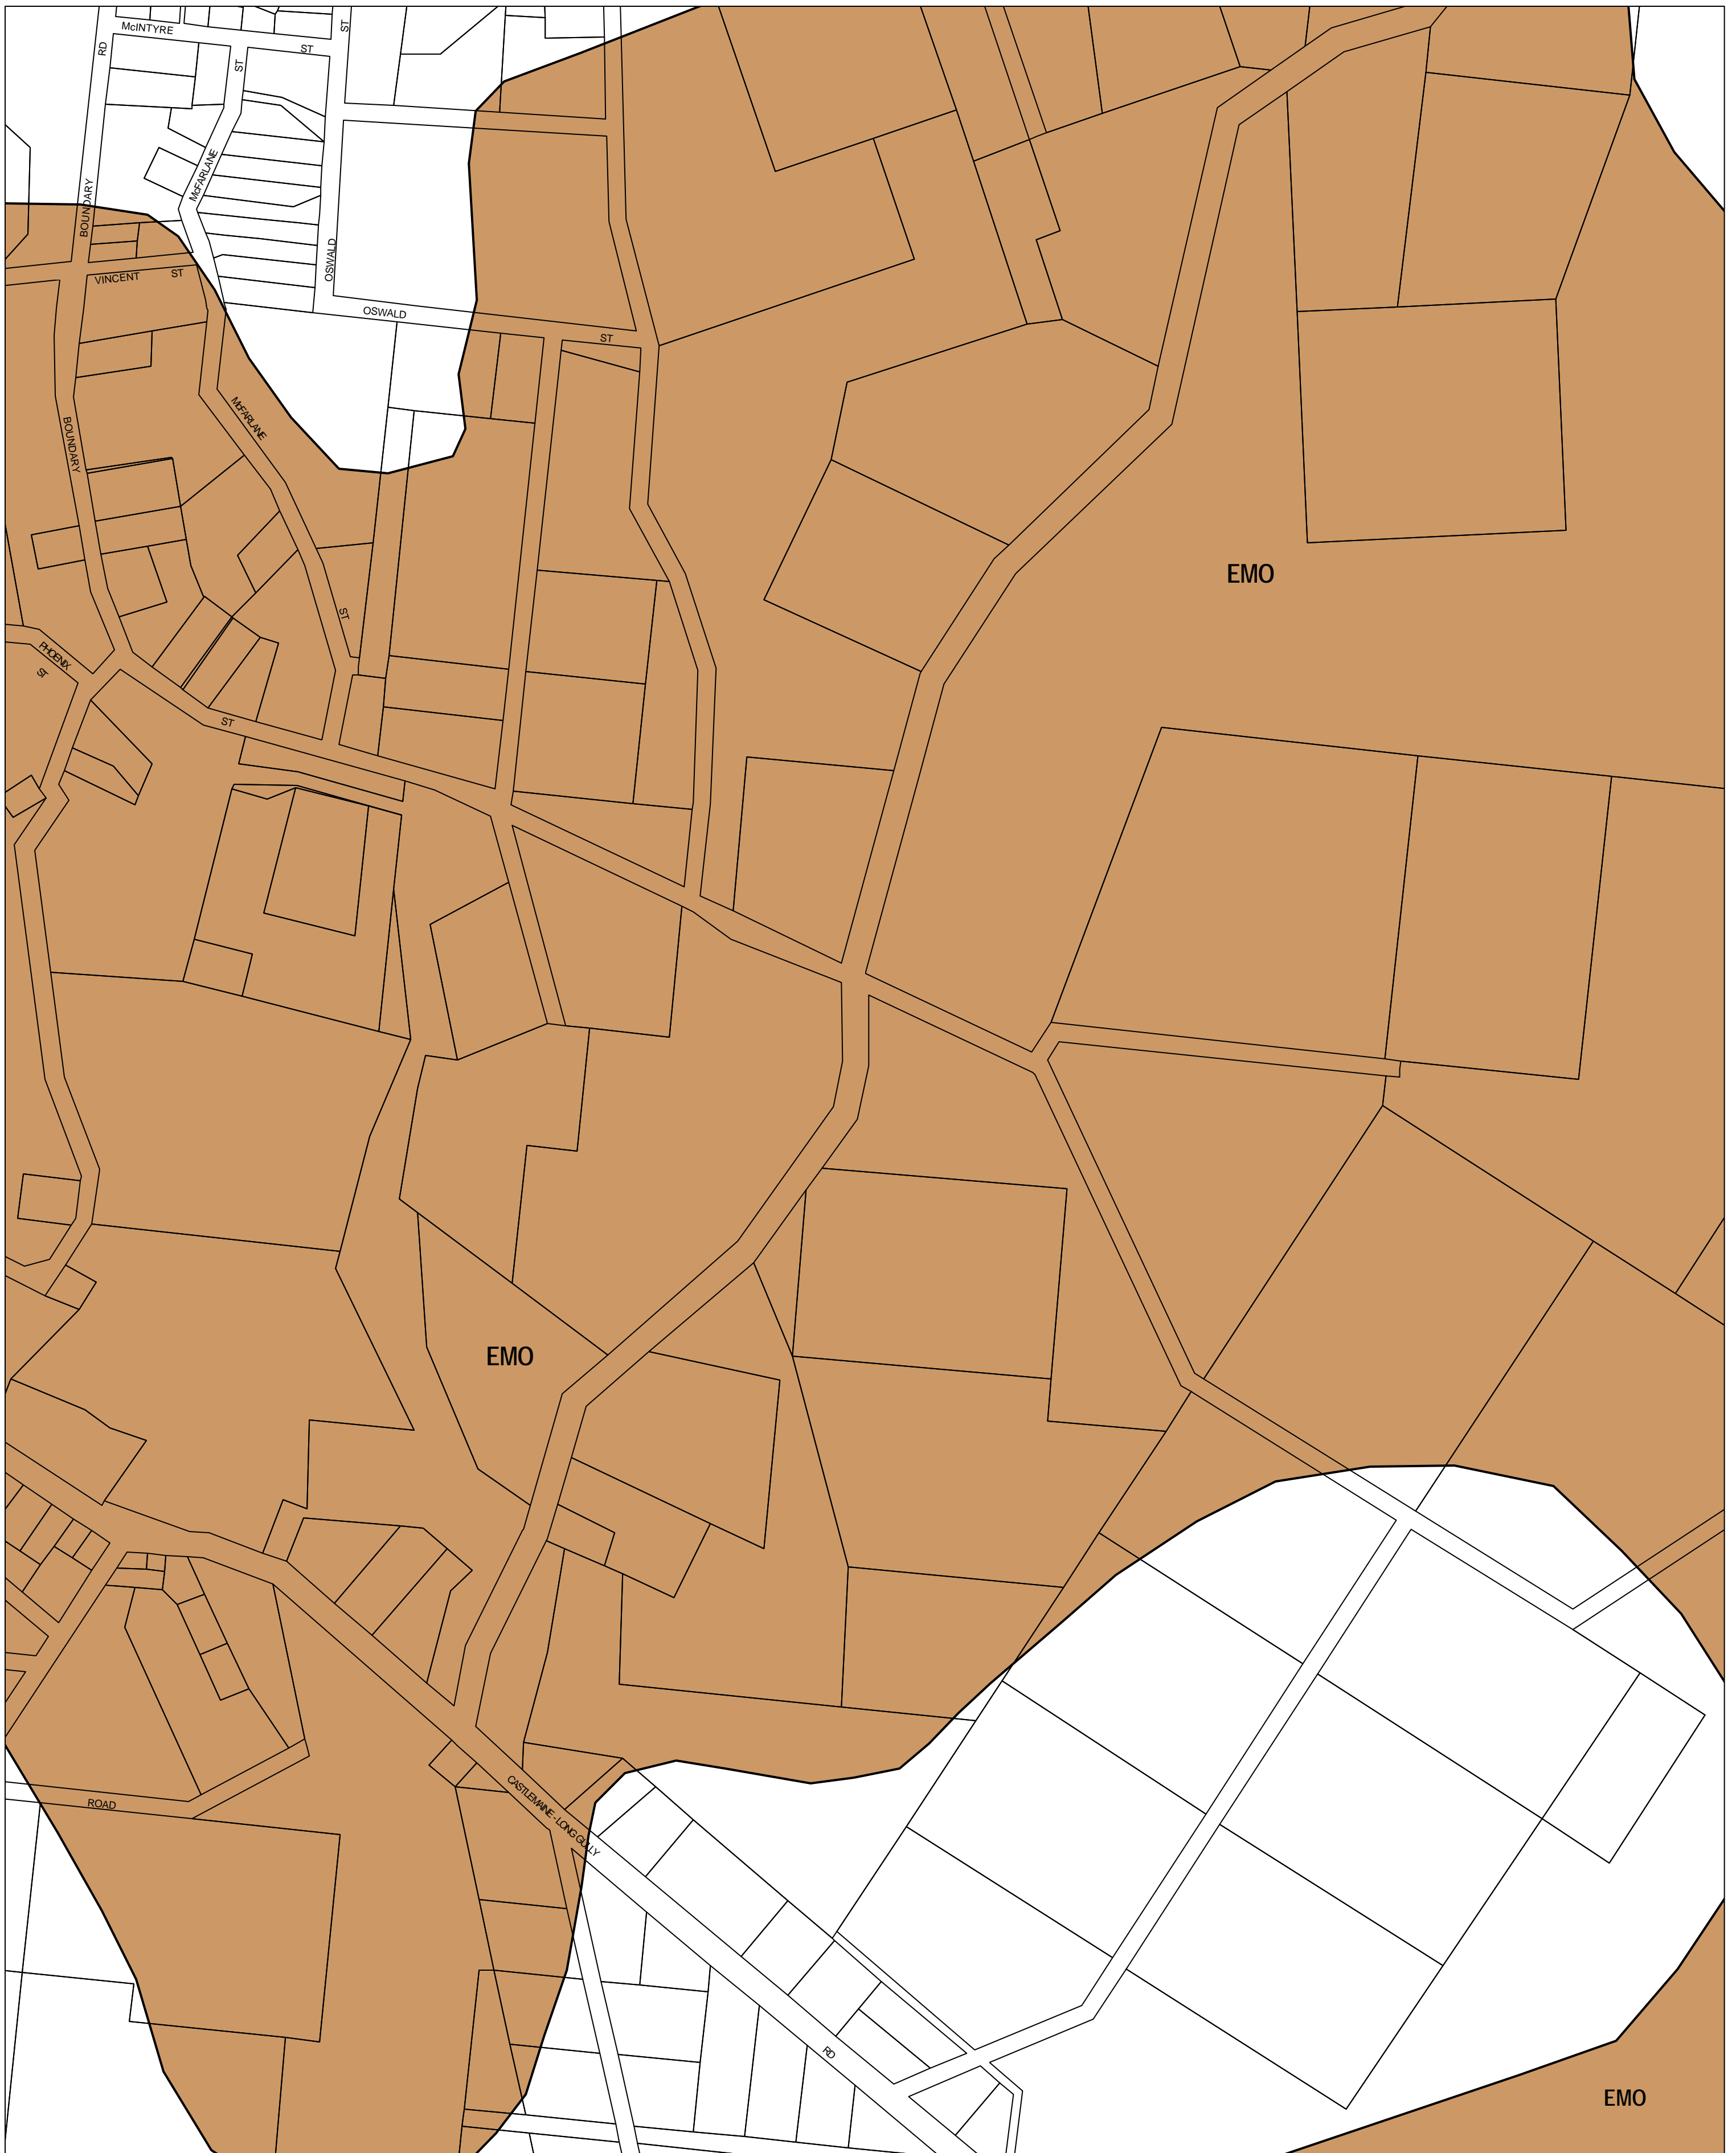 McINTYRE
ST
ST
RD
ST
McFARLANE
BOUNDARY
OSWALD
VINCENT ST
OSWALD
ST
McFARLANE
BOUNDARY
EMO
ST
PHOENIX
ST
ST
EMO
CASTLEMAINE - LONG GULLY
ROAD
RD
EMO